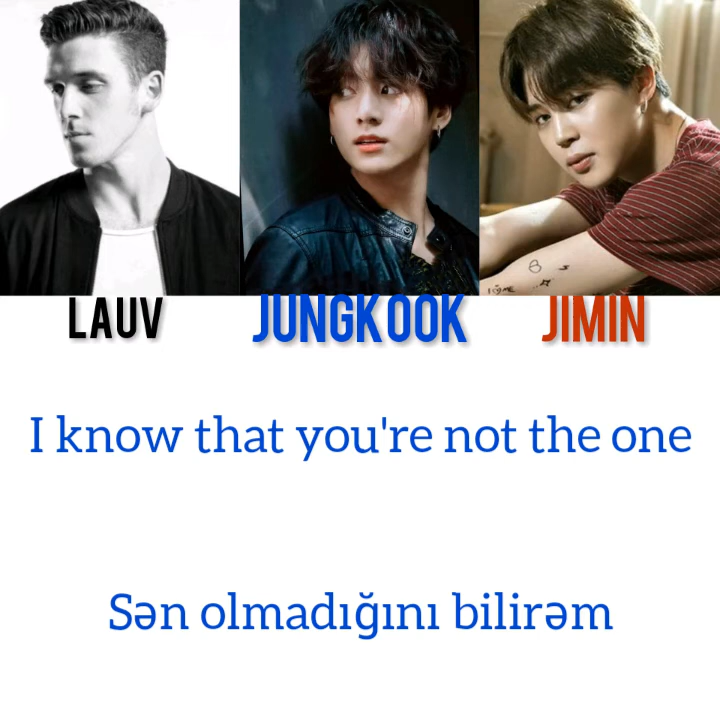 LAUV JUNGKOOK JIMIN
I know that you're not the one
Sən olmadığını bilirəm